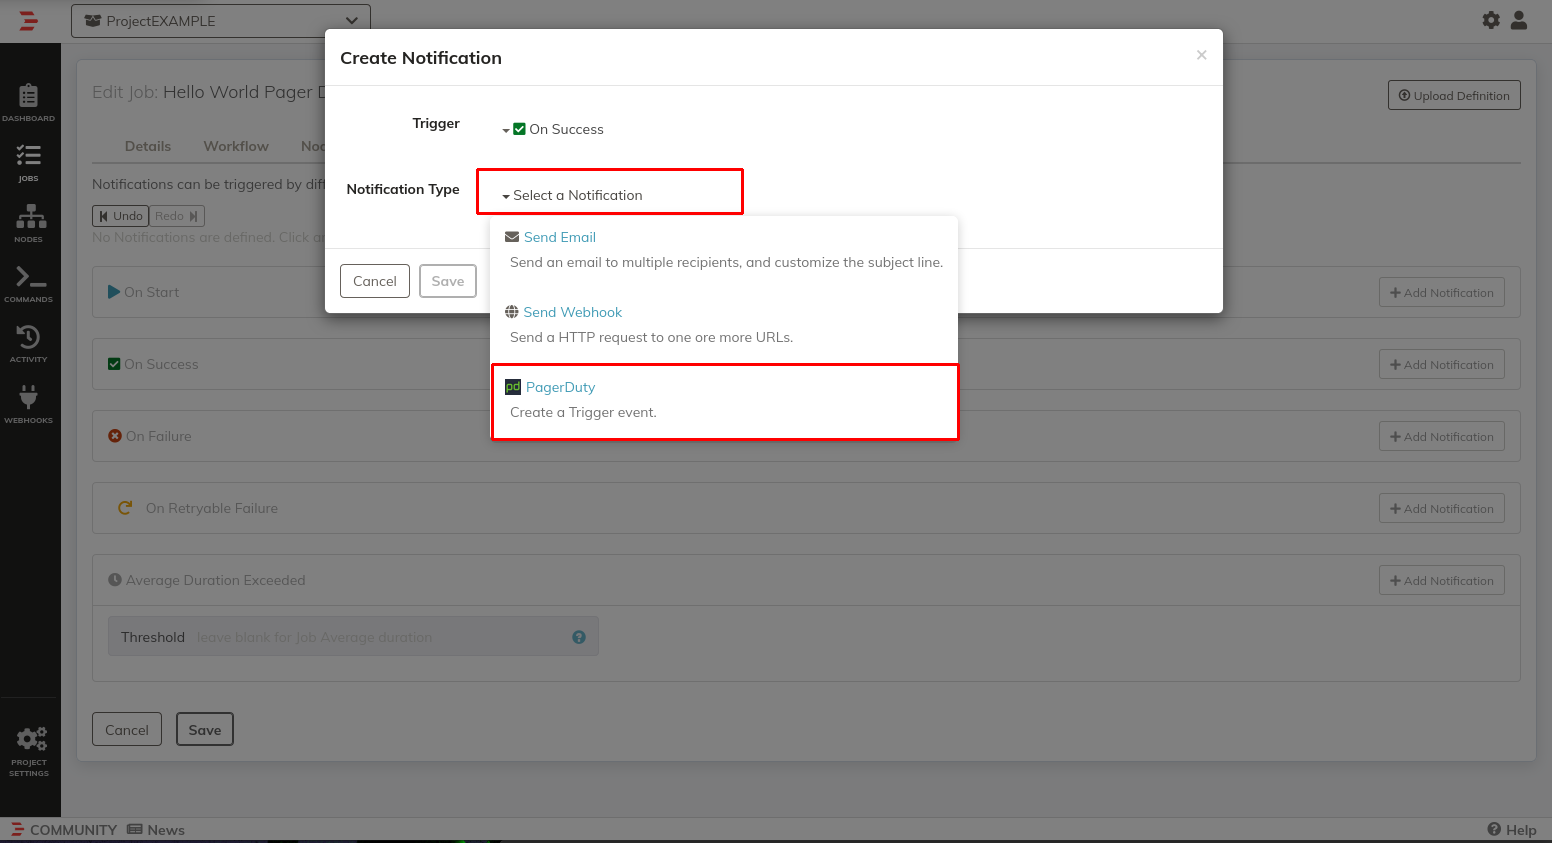 ProjectEXAMPLE
Create Notification
×
Edit Job: Hello World Pager D
Upload Definition
Trigger
On Success
Details
Workflow
Noc
Notifications can be triggered by diff
Notification Type
Select a Notification
Undo
Redo
No Notifications are defined. Click an
Send Email
Send an email to multiple recipients, and customize the subject line.
Cancel
Save
Send Webhook
Send a HTTP request to one ore more URLs.
PagerDuty
Create a Trigger event.
On Start
Add Notification
On Success
Add Notification
On Failure
Add Notification
On Retryable Failure
Add Notification
Average Duration Exceeded
Add Notification
Threshold
leave blank for Job Average duration
Cancel
Save
DASHBOARD
JOBS
NODES
COMMANDS
ACTIVITY
WEBHOOKS
PROJECT
SETTINGS
COMMUNITY
News
Help